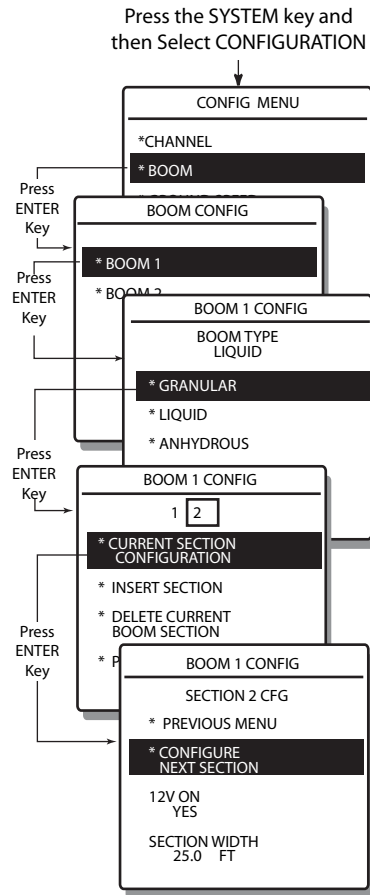 Press the SYSTEM key and
then Select CONFIGURATION
CONFIG MENU
*CHANNEL
* BOOM
Press
ENTER
Key
BOOM CONFIG
* BOOM 1
* BOOM 2
Press
ENTER
Key
BOOM 1 CONFIG
BOOM TYPE
LIQUID
* GRANULAR
* LIQUID
* ANHYDROUS
Press
ENTER
Key
BOOM 1 CONFIG
1 2
* CURRENT SECTION
CONFIGURATION
* INSERT SECTION
* DELETE CURRENT
BOOM SECTION
* P
Press
ENTER
Key
BOOM 1 CONFIG
SECTION 2 CFG
* PREVIOUS MENU
* CONFIGURE
NEXT SECTION
12V ON
YES
SECTION WIDTH
25.0 FT